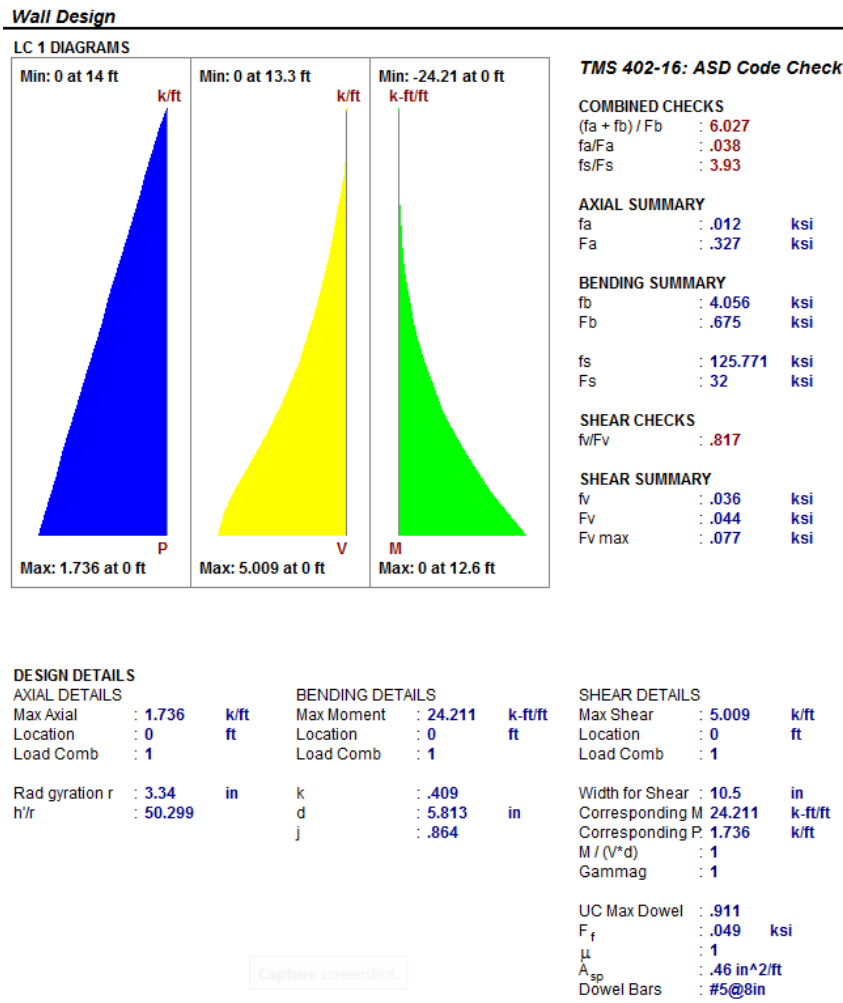 Wall Design
LC 1 DIAGRAMS
Min: 0 at 14 ft
k/ft
P
Max: 1.736 at 0 ft
Min: 0 at 13.3 ft
k/ft
V
Max: 5.009 at 0 ft
Min: -24.21 at 0 ft
k-ft/ft
M
Max: 0 at 12.6 ft
TMS 402-16: ASD Code Check
COMBINED CHECKS
(fa + fb) / Fb : 6.027
fa/Fa : .038
fs/Fs : 3.93
AXIAL SUMMARY
fa : .012 ksi
Fa : .327 ksi
BENDING SUMMARY
fb : 4.056 ksi
Fb : .675 ksi
fs : 125.771 ksi
Fs : 32 ksi
SHEAR CHECKS
fv/Fv : .817
SHEAR SUMMARY
fv : .036 ksi
Fv : .044 ksi
Fv max : .077 ksi
DESIGN DETAILS
AXIAL DETAILS
Max Axial : 1.736 k/ft
Location : 0 ft
Load Comb : 1
Rad gyration r : 3.34 in
h'/r : 50.299
BENDING DETAILS
Max Moment : 24.211 k-ft/ft
Location : 0 ft
Load Comb : 1
k : .409
d : 5.813 in
j : .864
SHEAR DETAILS
Max Shear : 5.009 k/ft
Location : 0 ft
Load Comb : 1
Width for Shear : 10.5 in
Corresponding M 24.211 k-ft/ft
Corresponding P: 1.736 k/ft
M / (V*d) : 1
Gammag : 1
UC Max Dowel : .911
Ff : .049 ksi
μ : 1
Asp : .46 in^2/ft
Dowel Bars : #5@8in
Capture screenshot.